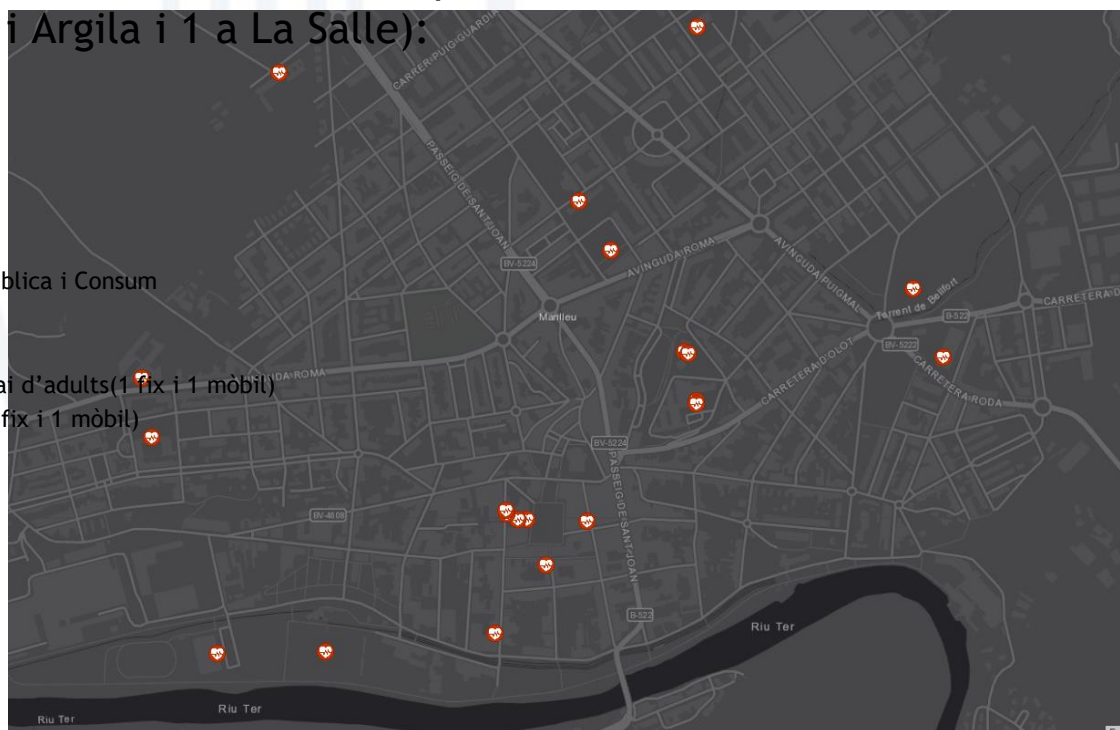 i Argila i 1 a La Salle):
CARRER PUIG GUARDIA
PASSEIG DE SANT JOAN
BV-5224
AVINGUDA ROMA
AVINGUDA PUIGMAL
blica i Consum
Torrent de Bellfort
B-522
CARRETERA D
Manlleu
BV-5222
CARRETERA D'OLOT
CARRETERA RODA
ai d'adults(1 fix i 1 mòbil)
UDA ROMA
fix i 1 mòbil)
BV-5224
PASSEIG DE SANT JOAN
BV-4608
B-522
Riu Ter
Riu Ter
Riu Ter